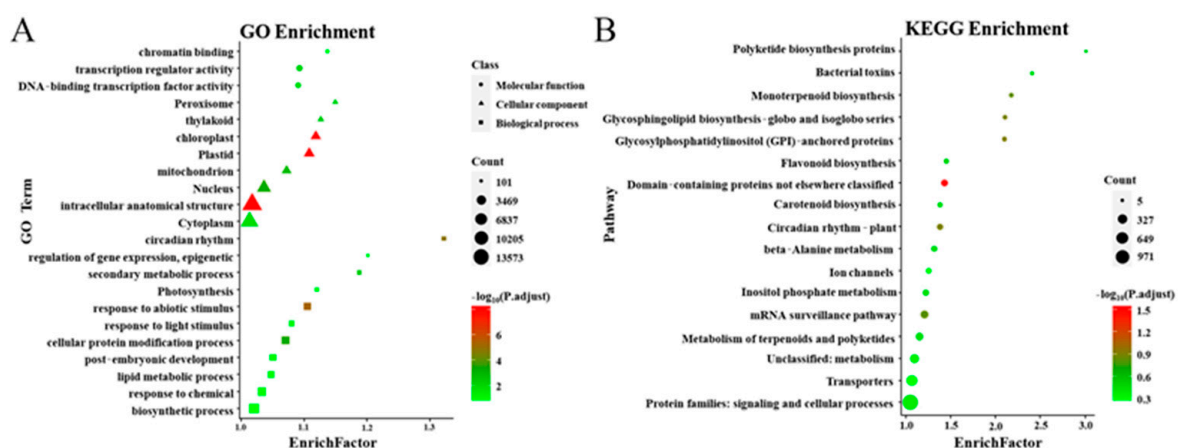 A
GO Enrichment
GO Term
chromatin binding
transcription regulator activity
DNA-binding transcription factor activity
Peroxisome
thylakoid
chloroplast
Plastid
mitochondrion
Nucleus
intracellular anatomical structure
Cytoplasm
circadian rhythm
regulation of gene expression, epigenetic
secondary metabolic process
Photosynthesis
response to abiotic stimulus
response to light stimulus
cellular protein modification process
post-embryonic development
lipid metabolic process
response to chemical
biosynthetic process
1.0 1.1 1.2 1.3
EnrichFactor
Class
Molecular function
Cellular component
Biological process
Count
101
3469
6837
10205
13573
-log10(P.adjust)
6
4
2
B
KEGG Enrichment
Pathway
Polyketide biosynthesis proteins
Bacterial toxins
Monoterpenoid biosynthesis
Glycosphingolipid biosynthesis-globo and isoglobo series
Glycosylphosphatidylinositol (GPI)-anchored proteins
Flavonoid biosynthesis
Domain-containing proteins not elsewhere classified
Carotenoid biosynthesis
Circadian rhythm - plant
beta-Alanine metabolism
Ion channels
Inositol phosphate metabolism
mRNA surveillance pathway
Metabolism of terpenoids and polyketides
Unclassified: metabolism
Transporters
Protein families: signaling and cellular processes
1.0 1.5 2.0 2.5 3.0
EnrichFactor
Count
5
327
649
971
-log10(P.adjust)
1.5
1.2
0.9
0.6
0.3